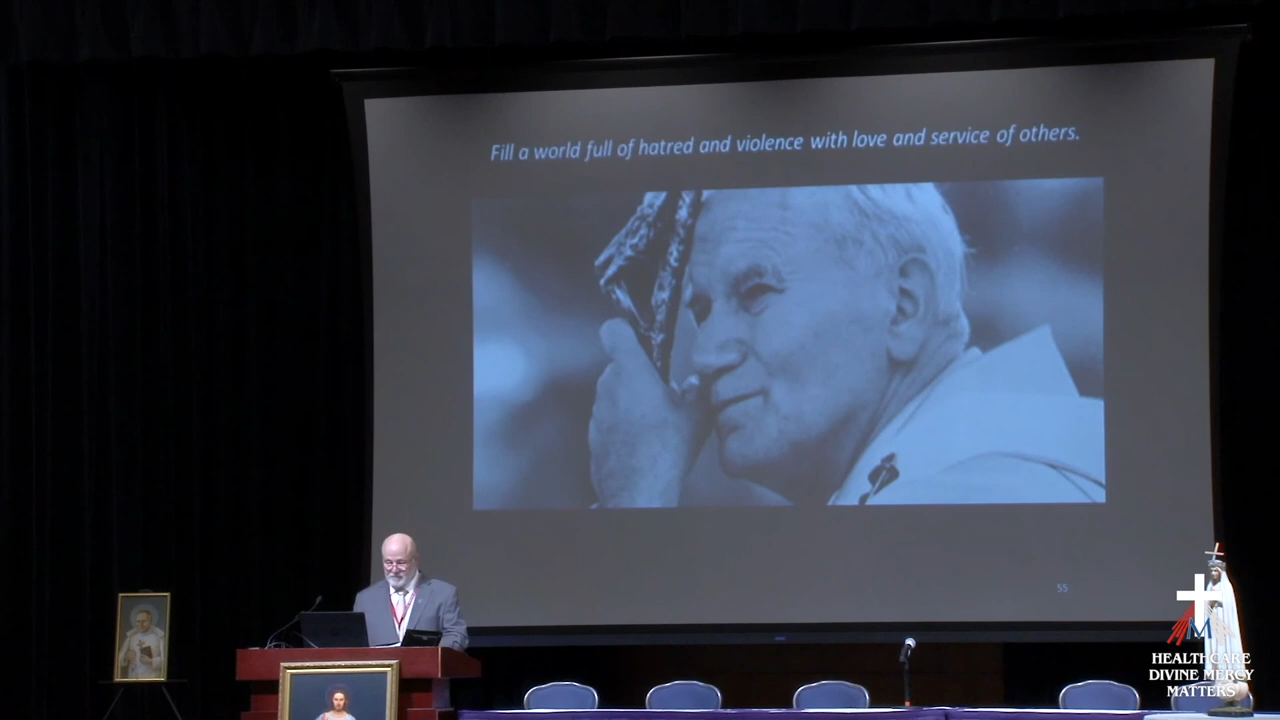 Fill a world full of hatred and violence with love and service of others.
55
HEALTHCARE
DIVINE MERCY
MATTERS